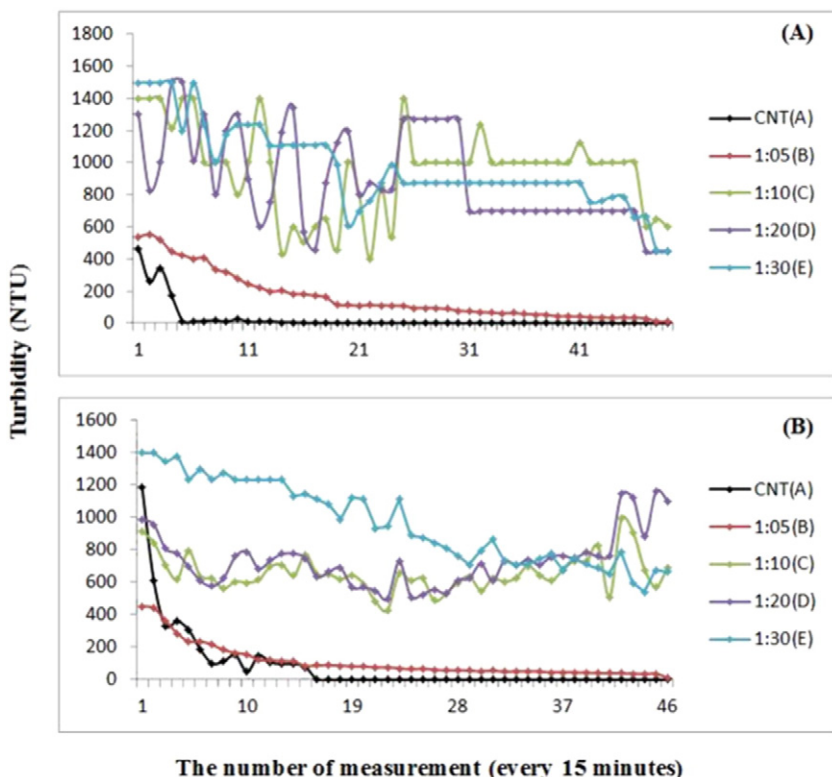 Turbidity (NTU)
(A)
1800
1600
1400
1200
1000
800
600
400
200
0
1
11
21
31
41
CNT(A)
1:05(B)
1:10(C)
1:20(D)
1:30(E)
(B)
1600
1400
1200
1000
800
600
400
200
0
1
10
19
28
37
46
CNT(A)
1:05(B)
1:10(C)
1:20(D)
1:30(E)
The number of measurement (every 15 minutes)